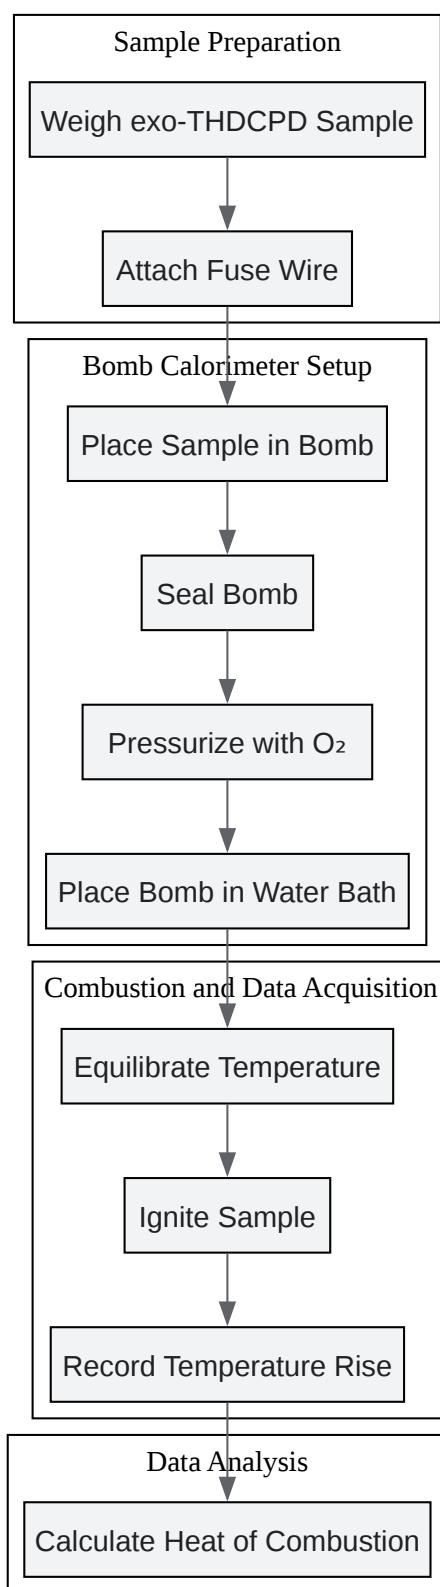 Sample Preparation
Weigh exo-THDCPD Sample
Attach Fuse Wire
Bomb Calorimeter Setup
Place Sample in Bomb
Seal Bomb
Pressurize with O₂
Place Bomb in Water Bath
Combustion and Data Acquisition
Equilibrate Temperature
Ignite Sample
Record Temperature Rise
Data Analysis
Calculate Heat of Combustion